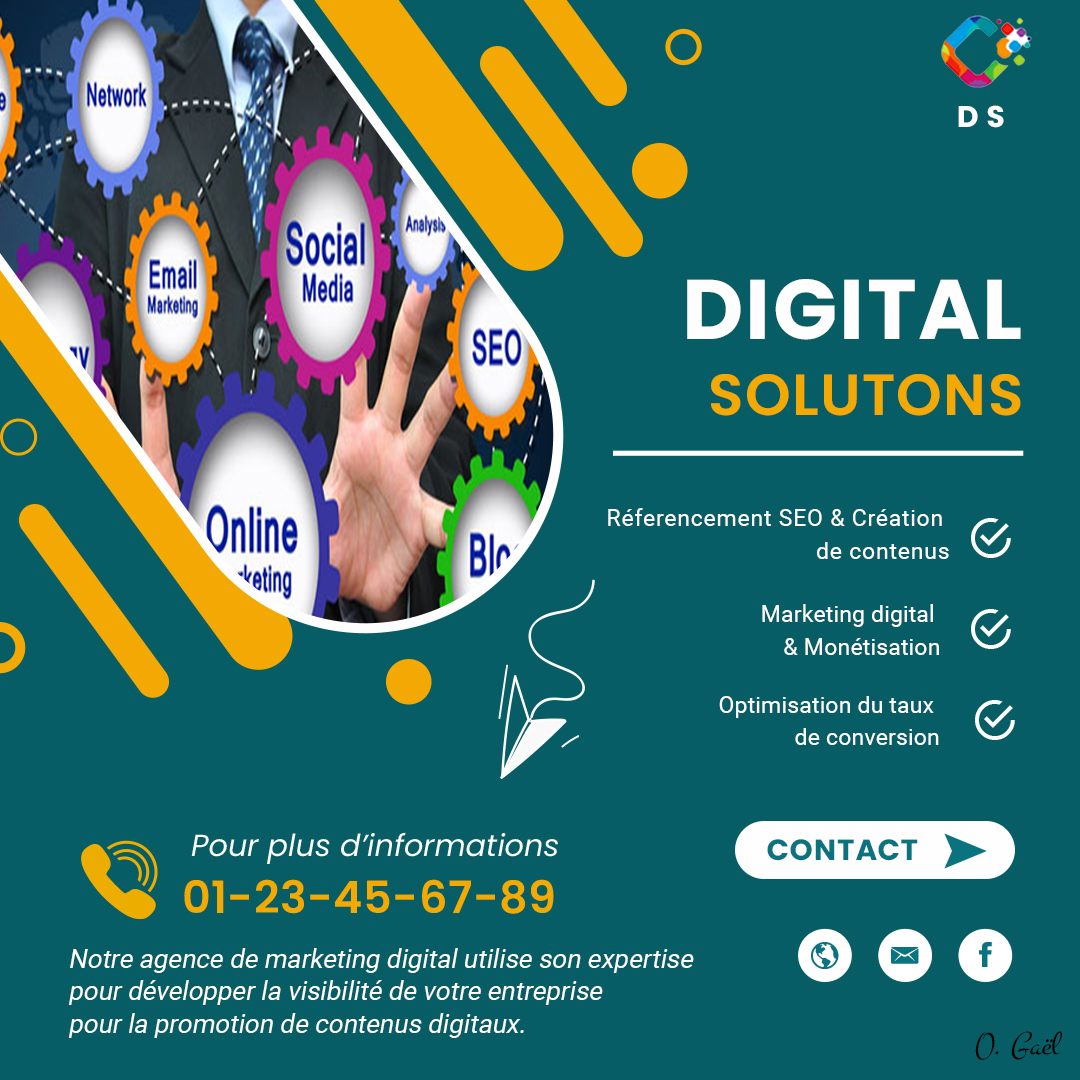 Network
Email
Marketing
Social
Media
Analysis
SEO
Online
D S
DIGITAL
SOLUTONS
Réferencement SEO & Création
de contenus
Marketing digital
& Monétisation
Optimisation du taux
de conversion
CONTACT
Pour plus d’informations
01-23-45-67-89
Notre agence de marketing digital utilise son expertise
pour développer la visibilité de votre entreprise
pour la promotion de contenus digitaux.
O. Gaël